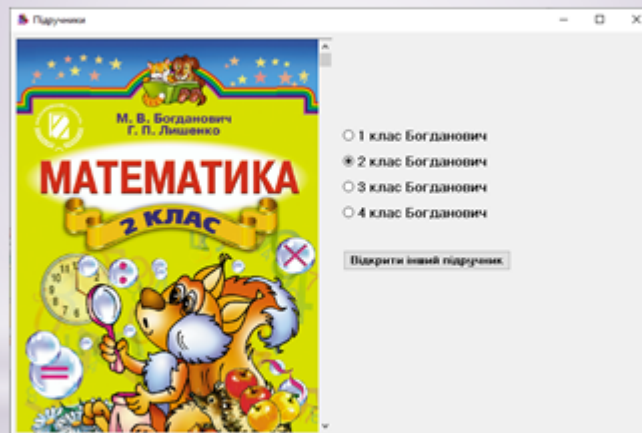 Підручники
М. В. Богданович
Г. П. Лишенко
МАТЕМАТИКА
2 КЛАС
1 клас Богданович
2 клас Богданович
3 клас Богданович
4 клас Богданович
Відкрити інший підручник